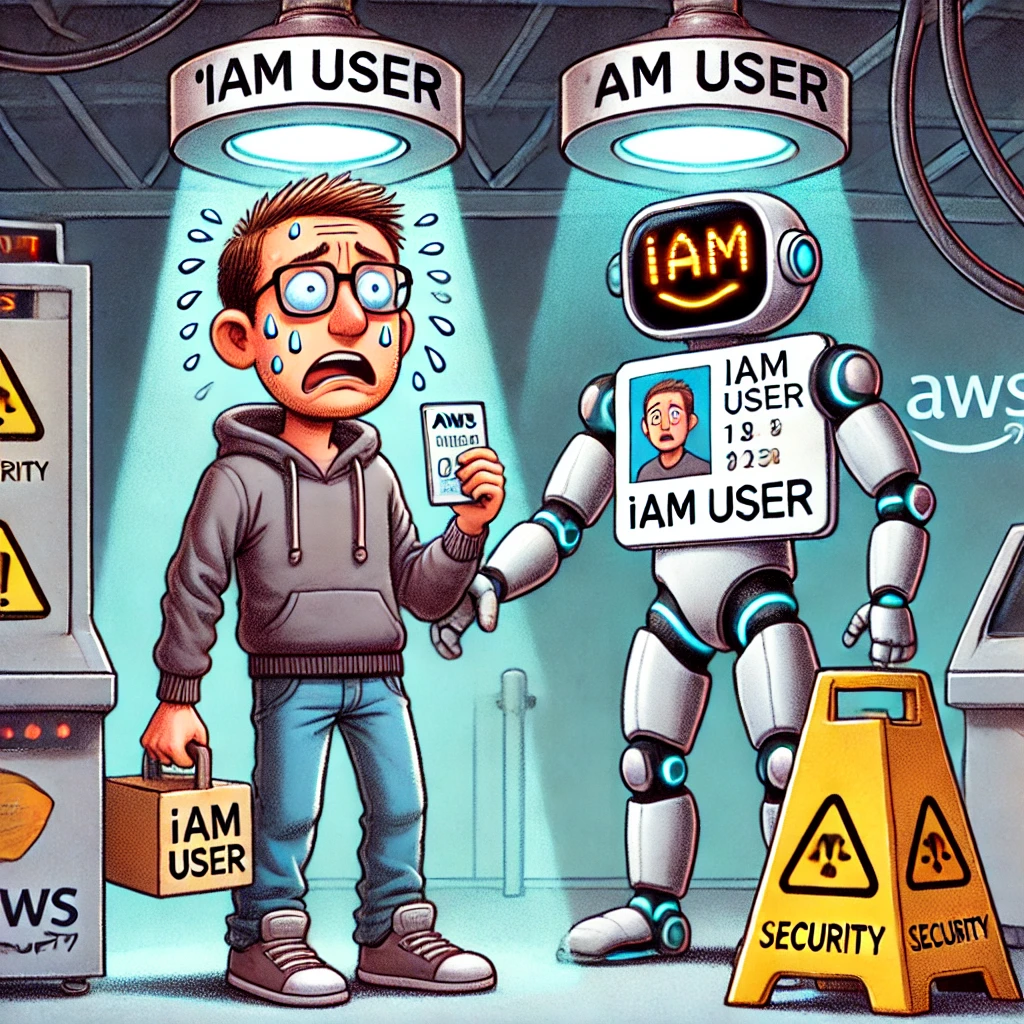 'IAM USER
AM USER
iAM
IAM
USER
iAM USER
aws
AWS
RITY
iAM
USER
WS
SECURITY
SECURITY